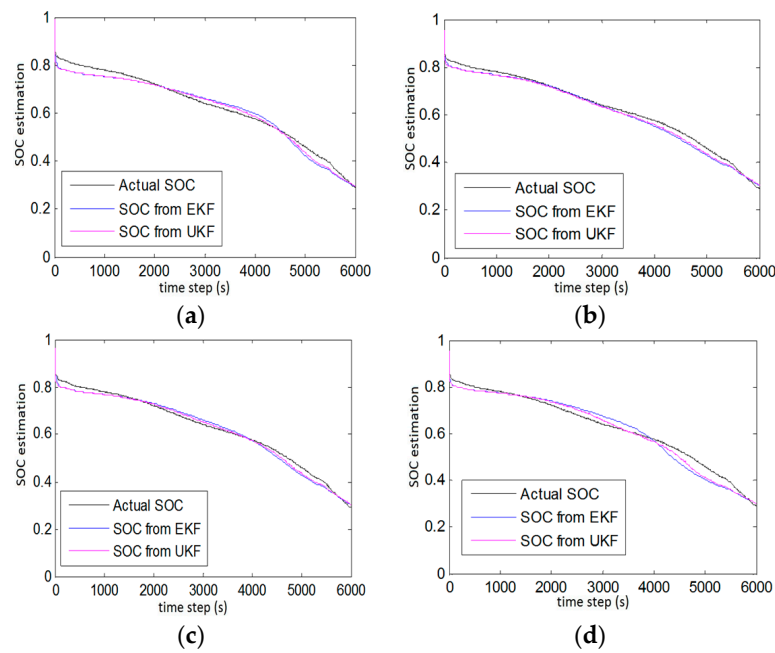 1
0.8
0.6
0.4
0.2
0
SOC estimation
Actual SOC
SOC from EKF
SOC from UKF
0 1000 2000 3000 4000 5000 6000
time step (s)
(a)
1
0.8
0.6
0.4
0.2
0
SOC estimation
Actual SOC
SOC from EKF
SOC from UKF
0 1000 2000 3000 4000 5000 6000
time step (s)
(b)
1
0.8
0.6
0.4
0.2
0
SOC estimation
Actual SOC
SOC from EKF
SOC from UKF
0 1000 2000 3000 4000 5000 6000
time step (s)
(c)
1
0.8
0.6
0.4
0.2
0
SOC estimation
Actual SOC
SOC from EKF
SOC from UKF
0 1000 2000 3000 4000 5000 6000
time step (s)
(d)